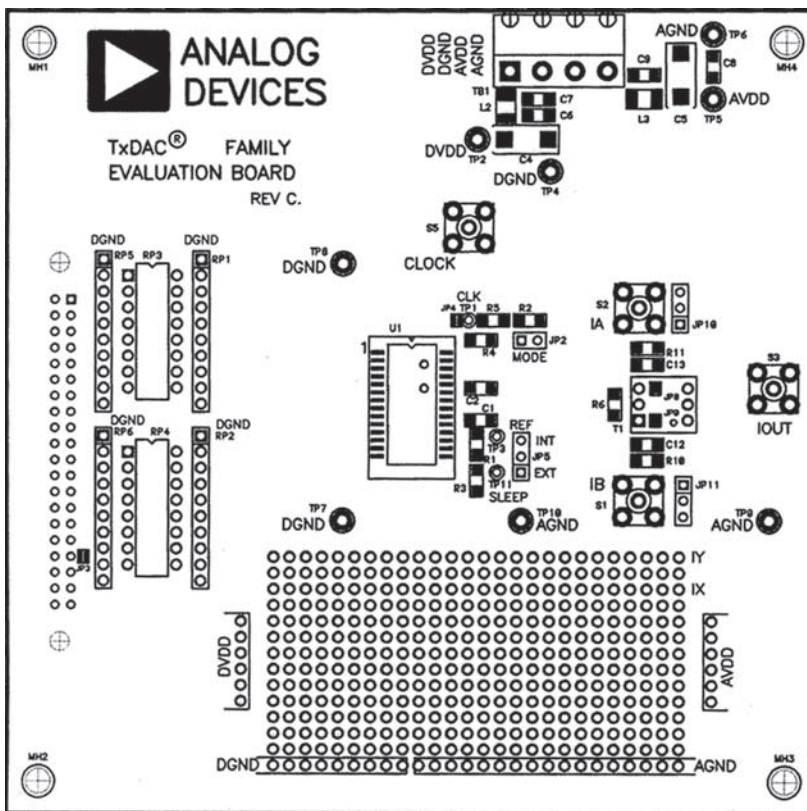 MH1
ANALOG
DEVICES
TxDAC® FAMILY
EVALUATION BOARD
REV C.
DVDD
DGND
AVDD
AGND
TB1
L2
C7
C6
C9
L3
AGND
TP6
C8
C5
TP5
AVDD
MH4
DVDD
TP2
C4
DGND
TP4
S5
CLOCK
TP8
DGND
DGND
RP5
RP3
DGND
RP1
CLK
JP4
TP1
R5
R2
R4
JP2
MODE
U1
1
C2
C1
REF
INT
JP5
EXT
TP3
R1
R3
TP11
SLEEP
S2
IA
JP10
R11
C13
R6
T1
JP8
JP9
C12
R10
IB
S1
JP11
S3
IOUT
DGND
RP6
RP4
DGND
RP2
JP3
TP7
DGND
TP10
AGND
TP9
AGND
IY
IX
DVDD
AVDD
MH2
DGND
AGND
MH3